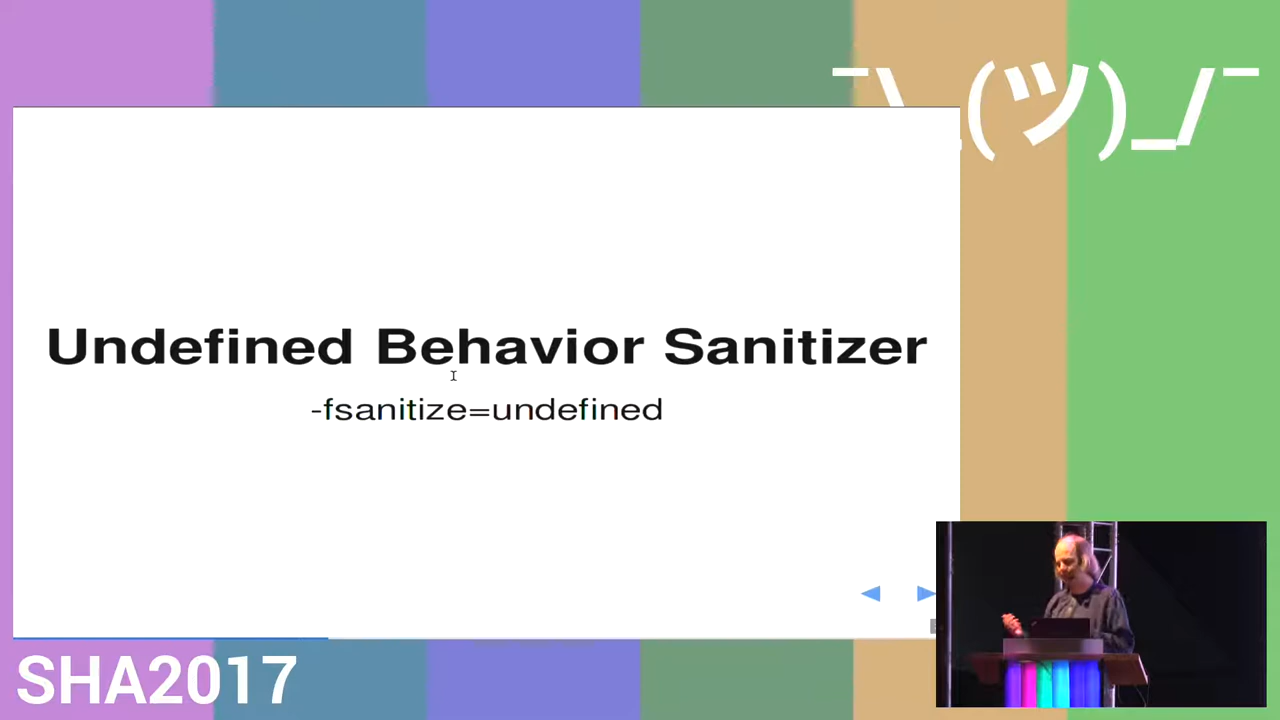 ¯\_(ツ)_/¯
Undefined Behavior Sanitizer
-fsanitize=undefined
SHA2017